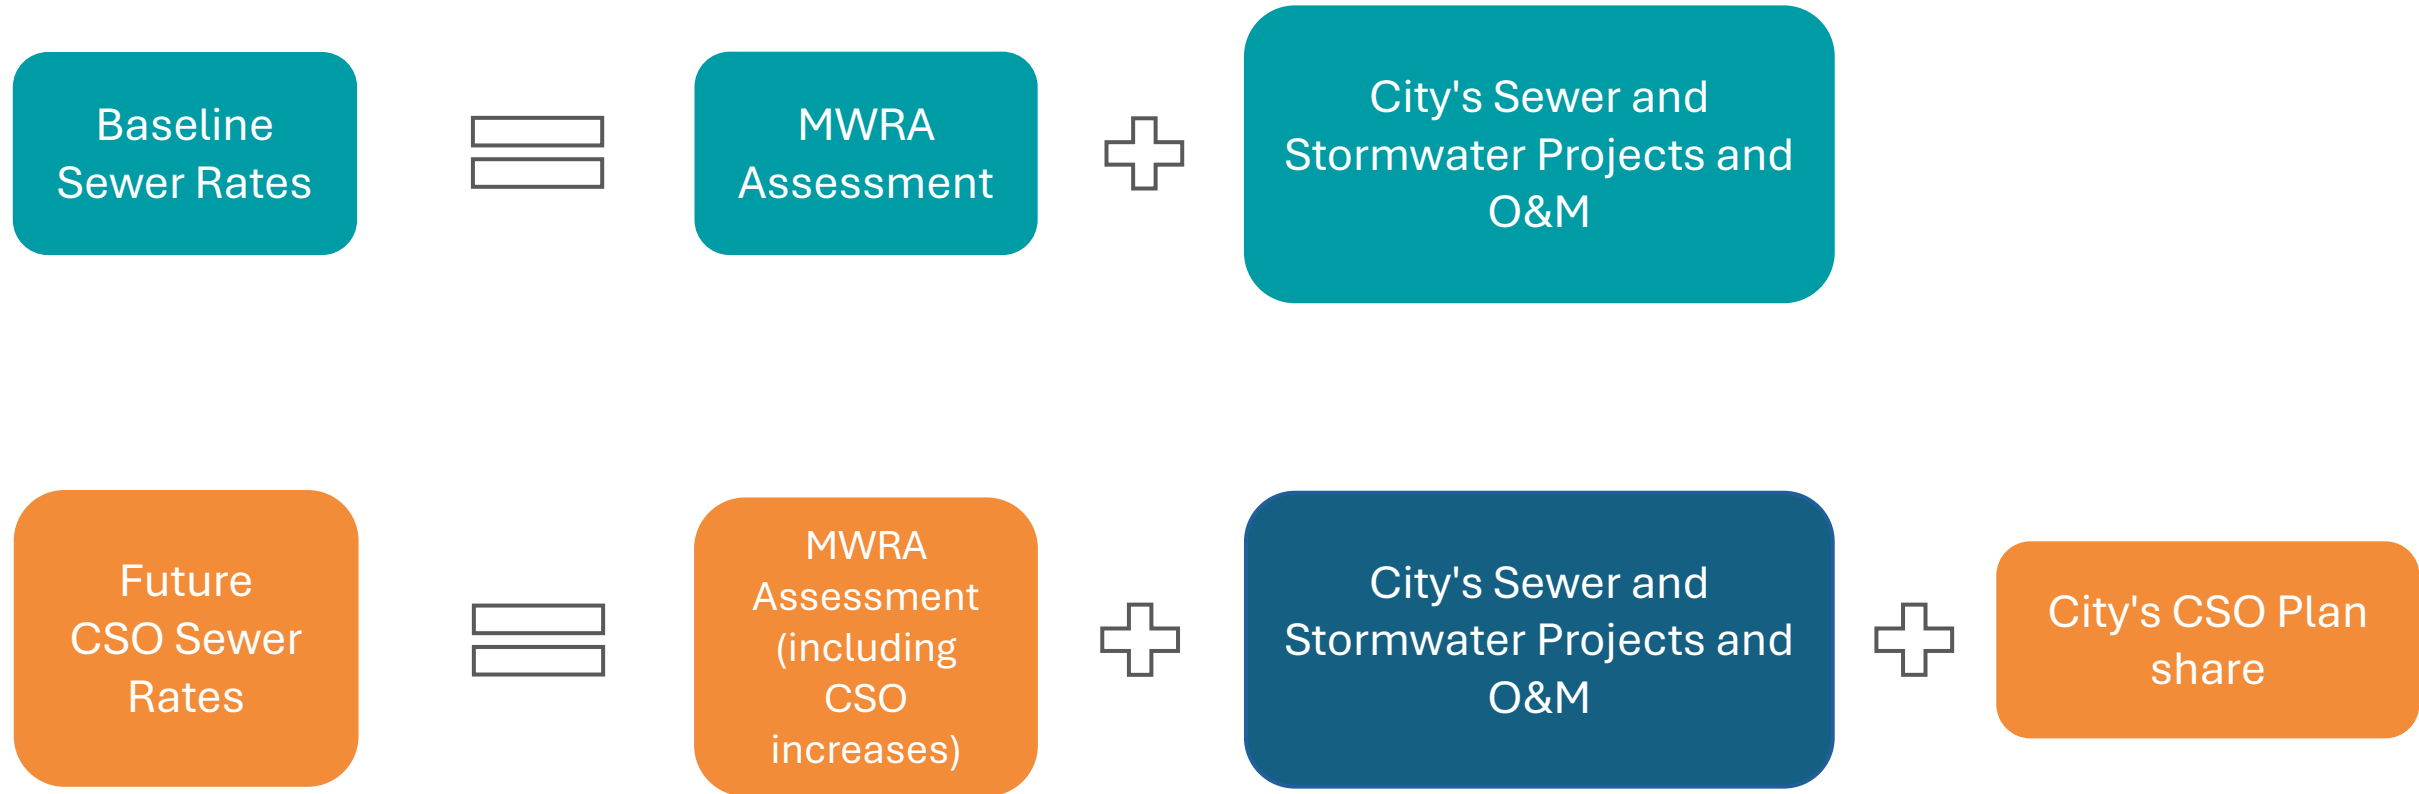 Baseline
Sewer Rates
MWRA
Assessment
City's Sewer and
Stormwater Projects and
O&M
Future
CSO Sewer
Rates
MWRA
Assessment
(including
CSO
increases)
City's Sewer and
Stormwater Projects and
O&M
City's CSO Plan
share